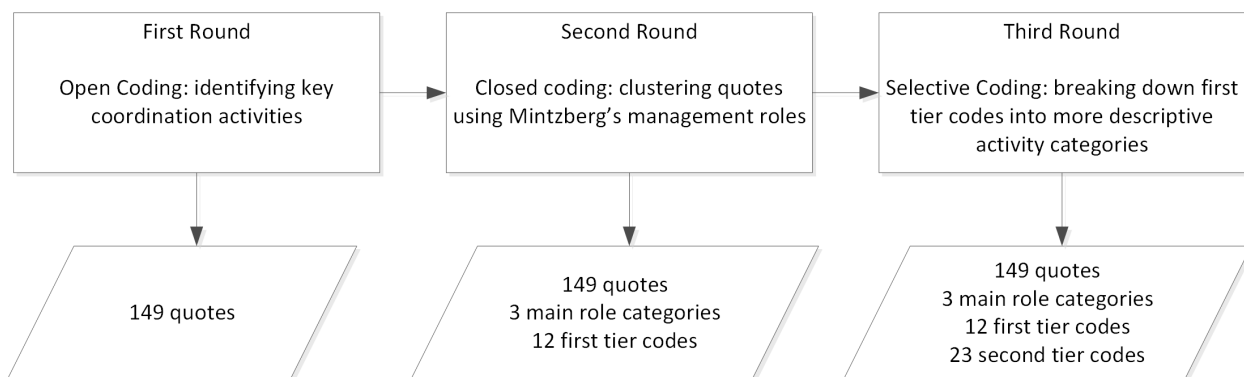 First Round
Open Coding: identifying key
coordination activities
Second Round
Closed coding: clustering quotes
using Mintzberg’s management roles
Third Round
Selective Coding: breaking down first
tier codes into more descriptive
activity categories
149 quotes
149 quotes
3 main role categories
12 first tier codes
149 quotes
3 main role categories
12 first tier codes
23 second tier codes